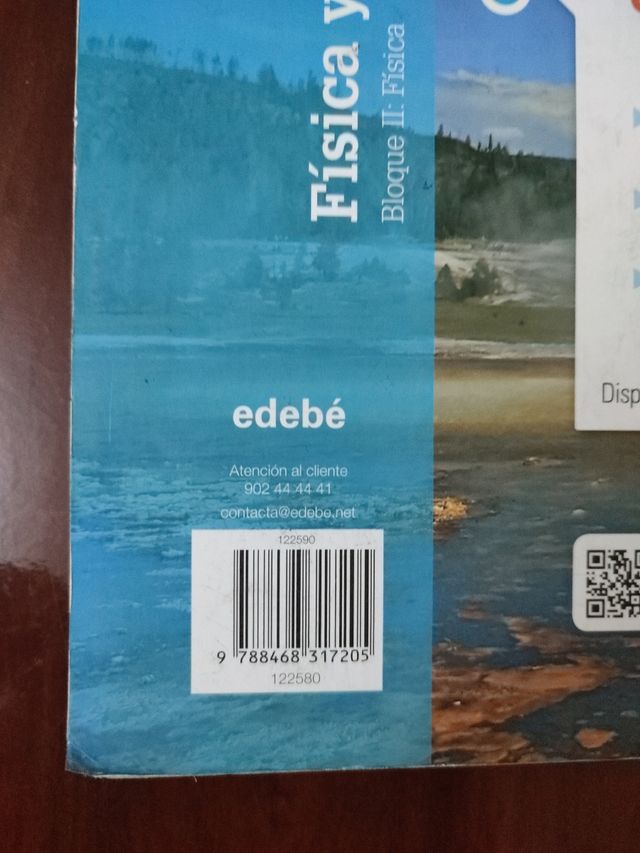 Física y
Bloque II: Física
Disp
edebé
Atención al cliente
902 44 44 41
contacta@edebe.net
122590
9 788468 317205
122580